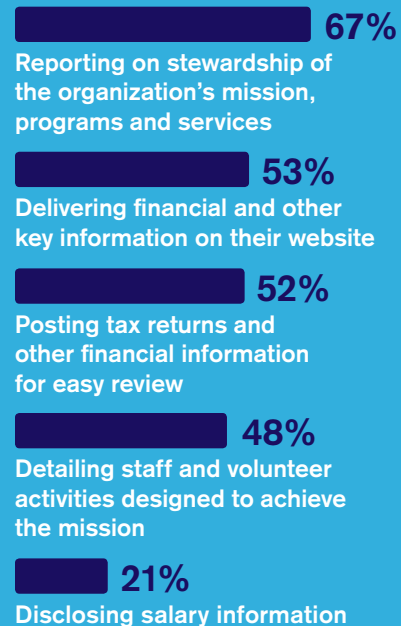 67%
Reporting on stewardship of
the organization’s mission,
programs and services
53%
Delivering financial and other
key information on their website
52%
Posting tax returns and
other financial information
for easy review
48%
Detailing staff and volunteer
activities designed to achieve
the mission
21%
Disclosing salary information